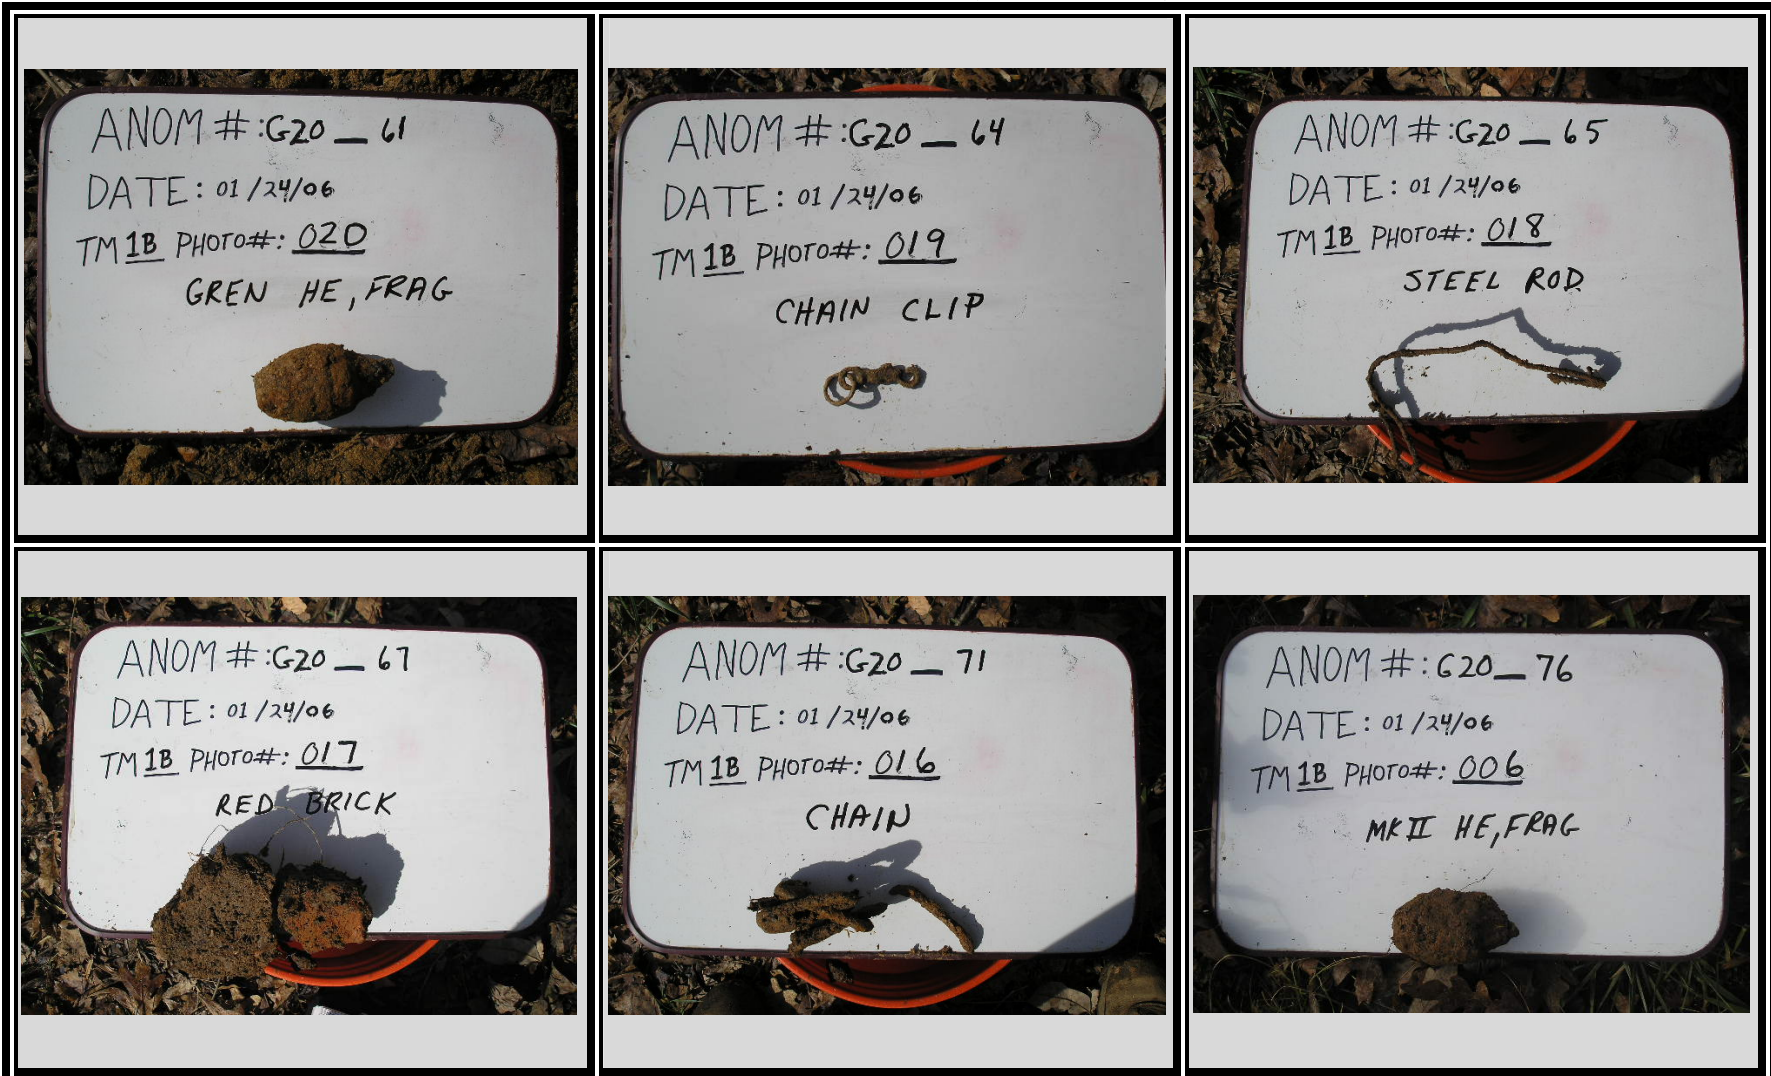 ANOM #:G20_61
DATE: 01/24/06
TM 1B PHOTO#: 020
GREN HE, FRAG
ANOM #:G20_64
DATE: 01/24/06
TM 1B PHOTO#: 019
CHAIN CLIP
ANOM #:G20_65
DATE: 01/24/06
TM 1B PHOTO#: 018
STEEL ROD
ANOM #:G20_67
DATE: 01/24/06
TM 1B PHOTO#: 017
RED BRICK
ANOM #:G20_71
DATE: 01/24/06
TM 1B PHOTO#: 016
CHAIN
ANOM #:G20_76
DATE: 01/24/06
TM 1B PHOTO#: 006
MK II HE, FRAG